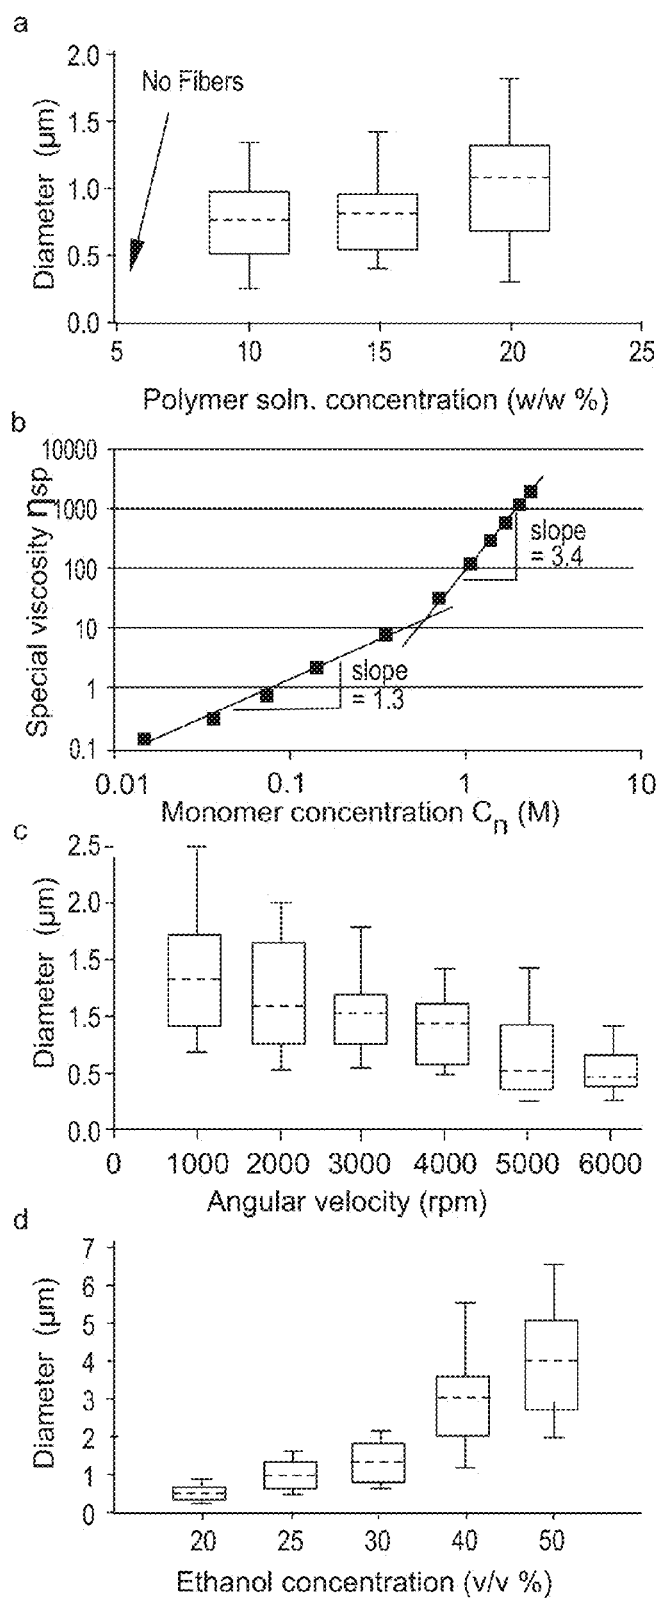 a
2.0
No Fibers
1.5
1.0
0.5
0.0
Diameter (μm)
5 10 15 20 25
Polymer soln. concentration (w/w %)
b
10000
1000
100
10
1
0.1
Special viscosity ηsp
slope
= 3.4
slope
= 1.3
0.01 0.1 1 10
Monomer concentration Cn (M)
c
2.5
2.0
1.5
1.5
0.5
0.0
Diameter (μm)
0 1000 2000 3000 4000 5000 6000
Angular velocity (rpm)
d
7
6
5
4
3
2
1
0
Diameter (μm)
20 25 30 40 50
Ethanol concentration (v/v %)